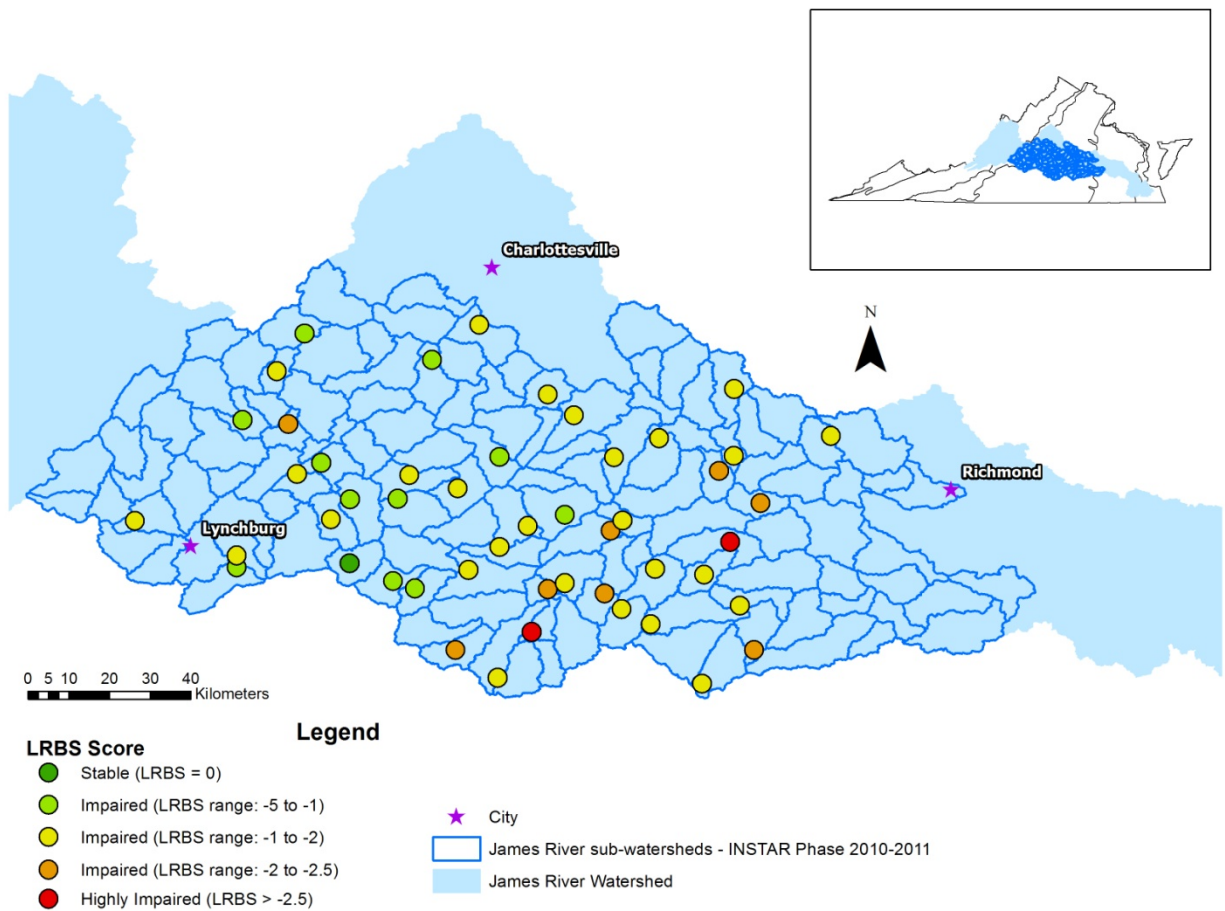 Charlottesville
N
Richmond
Lynchburg
0 5 10 20 30 40
Kilometers
Legend
LRBS Score
Stable (LRBS = 0)
Impaired (LRBS range: -5 to -1)
Impaired (LRBS range: -1 to -2)
Impaired (LRBS range: -2 to -2.5)
Highly Impaired (LRBS > -2.5)
City
James River sub-watersheds - INSTAR Phase 2010-2011
James River Watershed